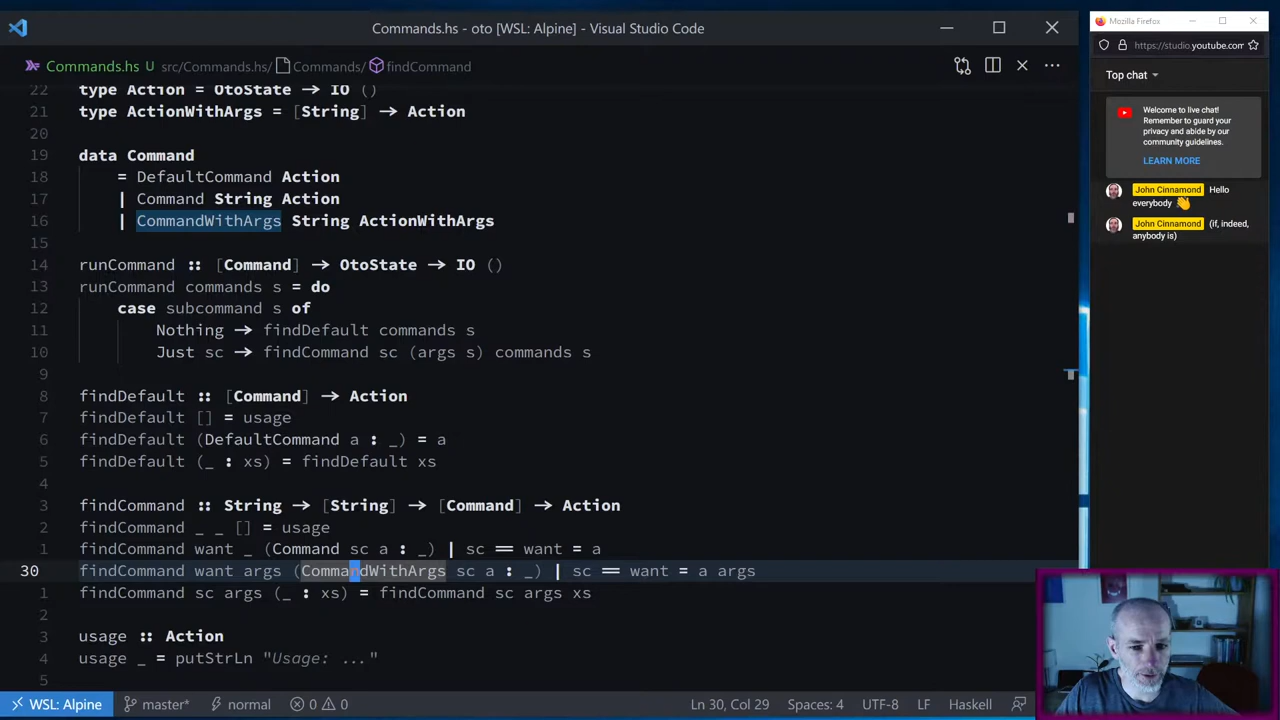 Commands.hs - oto [WSL: Alpine] - Visual Studio Code
Commands.hs U src/Commands.hs/ Commands/ findCommand
22 type Action = OtoState → IO ()
21 type ActionWithArgs = [String] → Action
20
19 data Command
18 = DefaultCommand Action
17 | Command String Action
16 | CommandWithArgs String ActionWithArgs
15
14 runCommand :: [Command] → OtoState → IO ()
13 runCommand commands s = do
12 case subcommand s of
11 Nothing → findDefault commands s
10 Just sc → findCommand sc (args s) commands s
9
8 findDefault :: [Command] → Action
7 findDefault [] = usage
6 findDefault (DefaultCommand a : _) = a
5 findDefault (_ : xs) = findDefault xs
4
3 findCommand :: String → [String] → [Command] → Action
2 findCommand _ _ [] = usage
1 findCommand want _ (Command sc a : _) | sc == want = a
30 findCommand want args (CommandWithArgs sc a : _) | sc == want = a args
1 findCommand sc args (_ : xs) = findCommand sc args xs
2
3 usage :: Action
4 usage _ = putStrLn "Usage: ..."
5
WSL: Alpine master* normal 0 0 Ln 30, Col 29 Spaces: 4 UTF-8 LF Haskell
Mozilla Firefox
https://studio.youtube.com
Top chat
Welcome to live chat!
Remember to guard your
privacy and abide by our
community guidelines.
LEARN MORE
John Cinnamond Hello
everybody 👋
John Cinnamond (if, indeed,
anybody is)